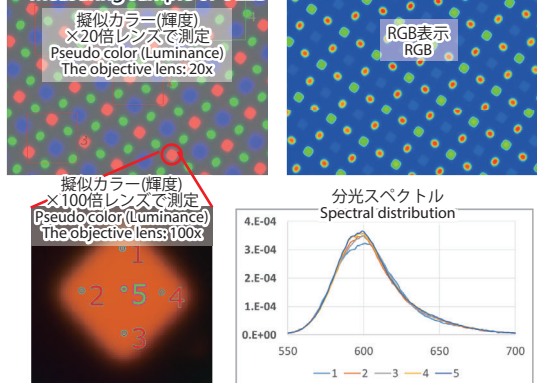 擬似カラー(輝度)
×20倍レンズで測定
Pseudo color (Luminance)
The objective lens: 20x
RGB表示
RGB
3
擬似カラー(輝度)
×100倍レンズで測定
Pseudo color (Luminance)
The objective lens: 100x
1
2
5
4
3
分光スペクトル
Spectral distribution
4.E-04
3.E-04
2.E-04
1.E-04
0.E+00
550
600
650
700
1 2 3 4 5